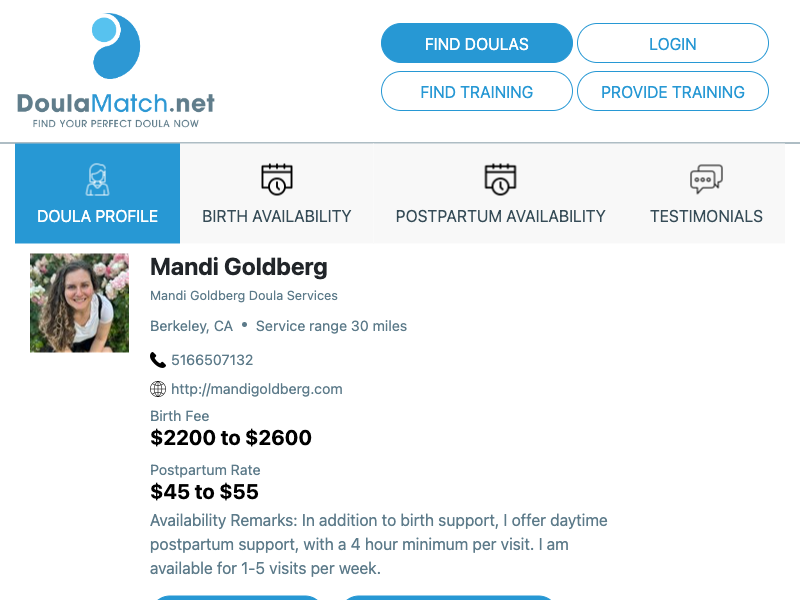 DoulaMatch.net
FIND YOUR PERFECT DOULA NOW
FIND DOULAS
LOGIN
FIND TRAINING
PROVIDE TRAINING
DOULA PROFILE
BIRTH AVAILABILITY
POSTPARTUM AVAILABILITY
TESTIMONIALS
Mandi Goldberg
Mandi Goldberg Doula Services
Berkeley, CA • Service range 30 miles
5166507132
http://mandigoldberg.com
Birth Fee
$2200 to $2600
Postpartum Rate
$45 to $55
Availability Remarks: In addition to birth support, I offer daytime
postpartum support, with a 4 hour minimum per visit. I am
available for 1-5 visits per week.